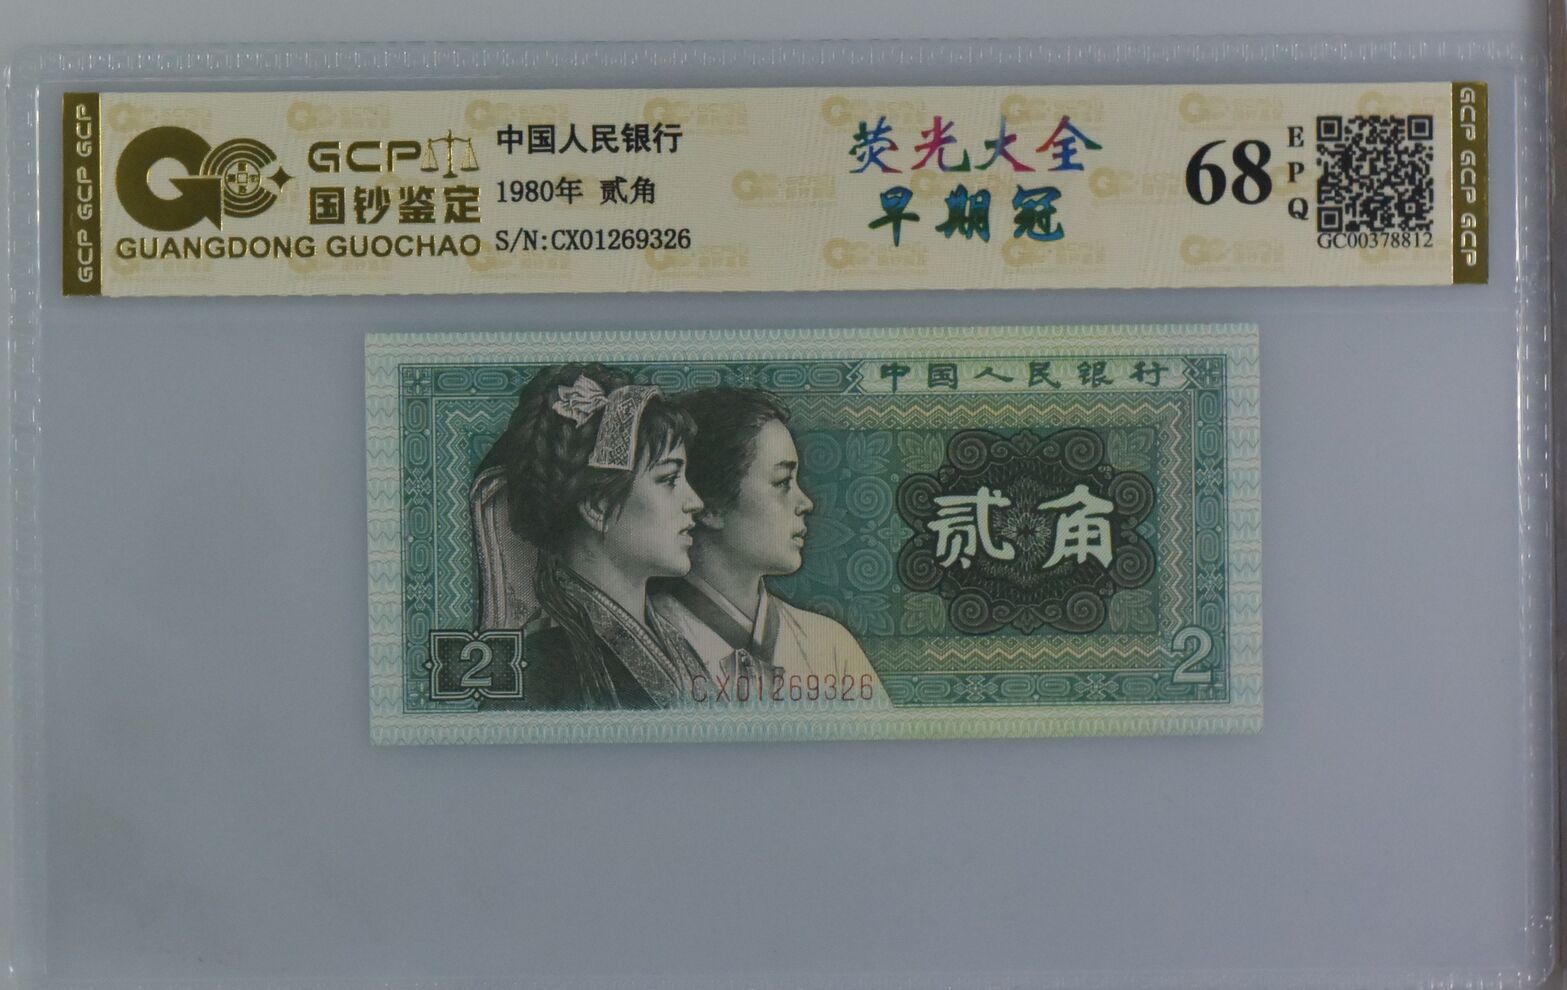 GCP
国钞鉴定
GUANGDONG GUOCHAO
中国人民银行
1980年 贰角
S/N:CX01269326
荧光大全
早期冠
68
EPQ
GC00378812
GCP GCP GCP
GCP GCP GCP
中国人民银行
贰角
2
2
CX01269326